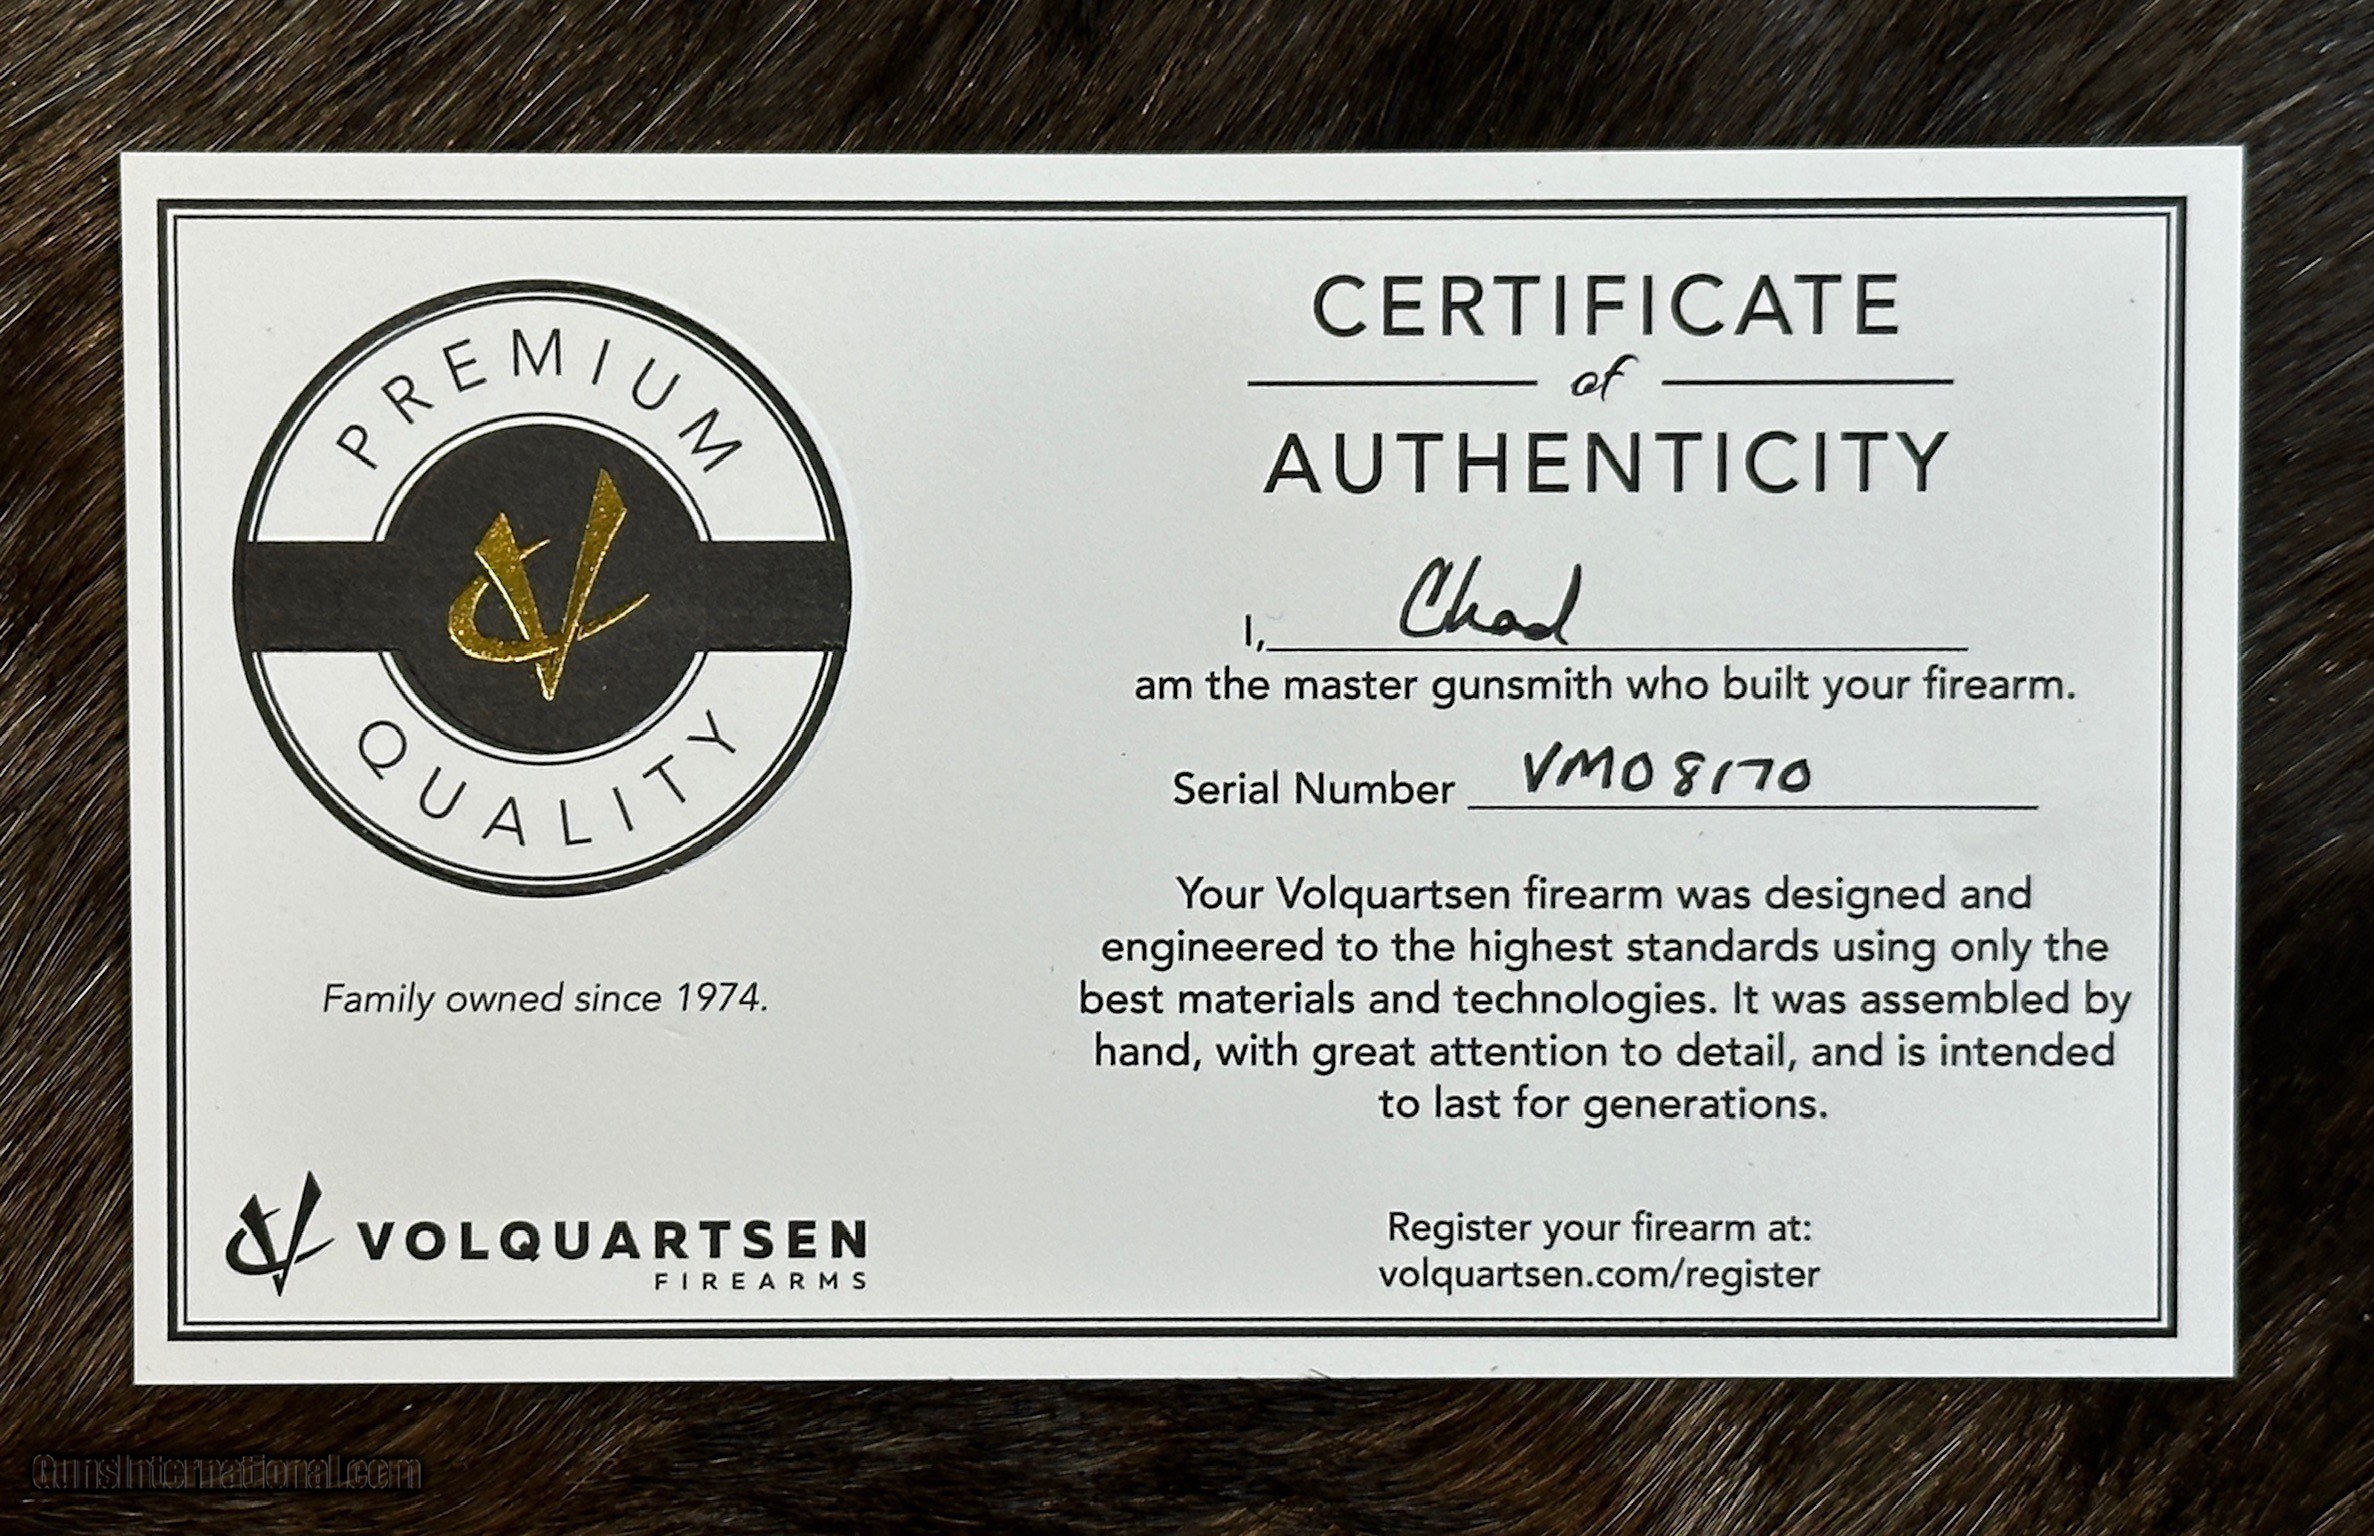 PREMIUM
QUALITY
Family owned since 1974.
VOLQUARTSEN
FIREARMS
CERTIFICATE
of
AUTHENTICITY
I, Chad
am the master gunsmith who built your firearm.
Serial Number VM08170
Your Volquartsen firearm was designed and
engineered to the highest standards using only the
best materials and technologies. It was assembled by
hand, with great attention to detail, and is intended
to last for generations.
Register your firearm at:
volquartsen.com/register
GunsInternational.com